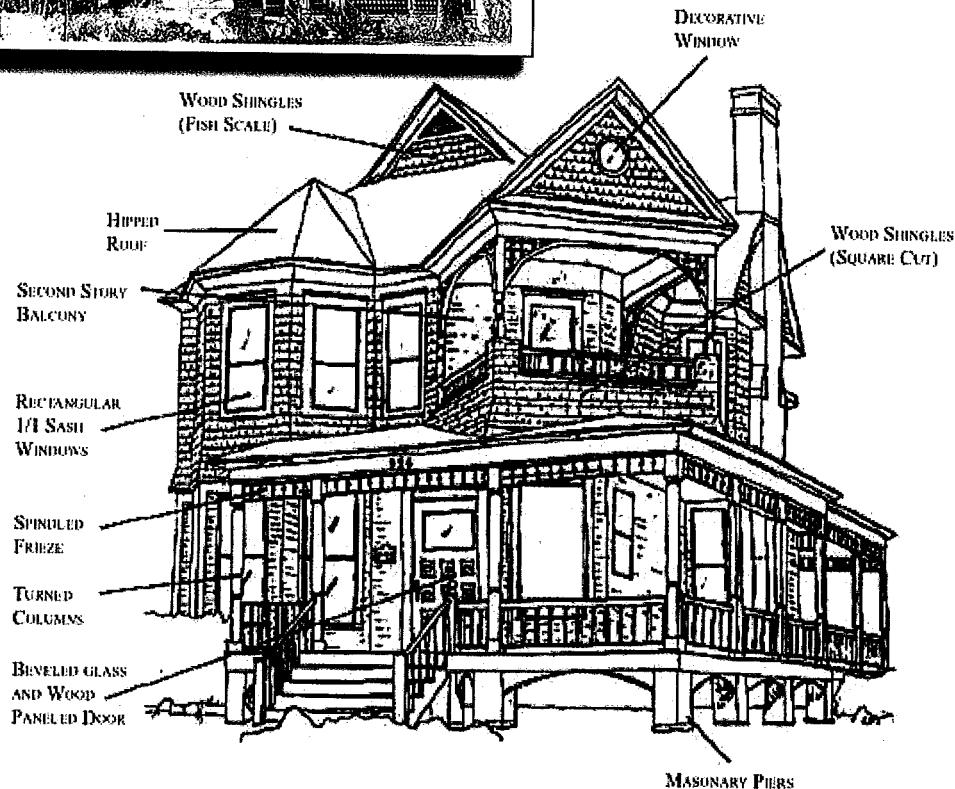 DECORATIVE
WINDOW
WOOD SHINGLES
(FISH SCALE)
HIPPED
ROOF
WOOD SHINGLES
(SQUARE CUT)
SECOND STORY
BALCONY
RECTANGULAR
1/1 SASH
WINDOWS
SPINDLED
FRIEZE
TURNED
COLUMNS
BEVELED GLASS
AND WOOD
PANELED DOOR
MASONARY PIERS